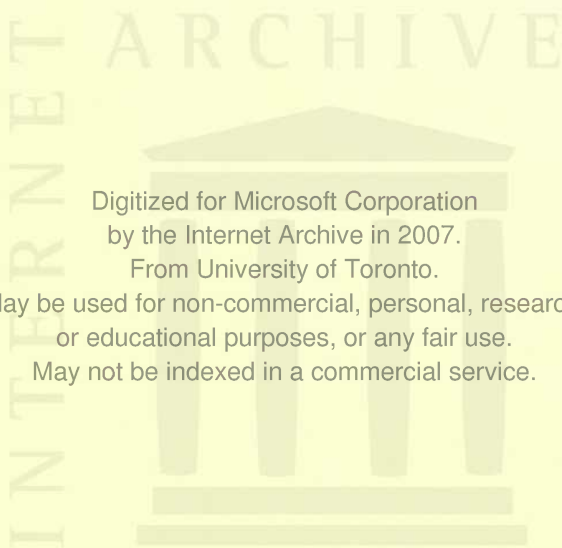 INTERNET ARCHIVE
Digitized for Microsoft Corporation
by the Internet Archive in 2007.
From University of Toronto.
be used for non-commercial, personal,
or educational purposes, or any fair use.
May not be indexed in a commercial service.